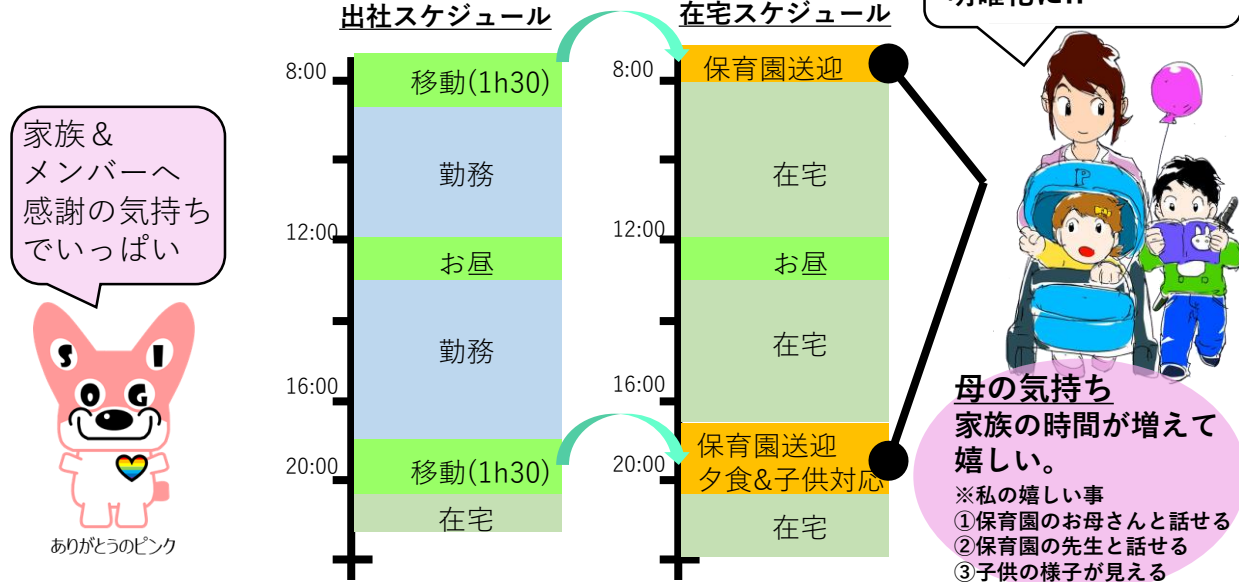 出社スケジュール
在宅スケジュール
家族&
メンバーへ
感謝の気持ち
でいっぱい
S I
O G
ありがとうのピンク
8:00
12:00
16:00
20:00
移動(1h30)
勤務
お昼
勤務
移動(1h30)
在宅
8:00
12:00
16:00
20:00
保育園送迎
在宅
お昼
在宅
保育園送迎
夕食&子供対応
在宅
P
母の気持ち
家族の時間が増えて
嬉しい。
※私の嬉しい事
①保育園のお母さんと話せる
②保育園の先生と話せる
③子供の様子が見える